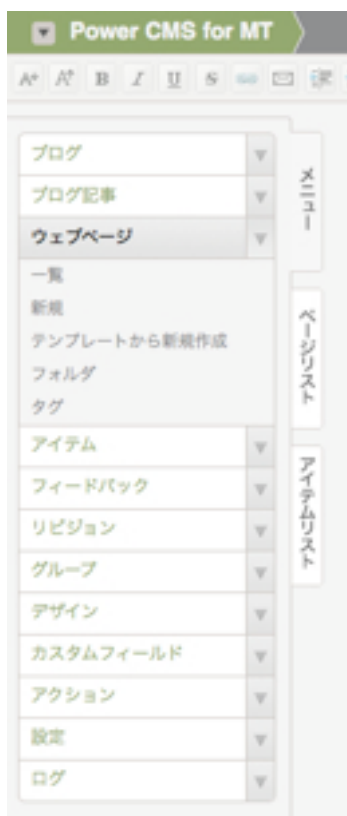 Power CMS for MT
A+ A B I U S
ブログ
ブログ記事
ウェブページ
一覧
新規
テンプレートから新規作成
フォルダ
タグ
アイテム
フィードバック
リビジョン
グループ
デザイン
カスタムフィールド
アクション
設定
ログ
メニュー
ページリスト
アイテムリスト